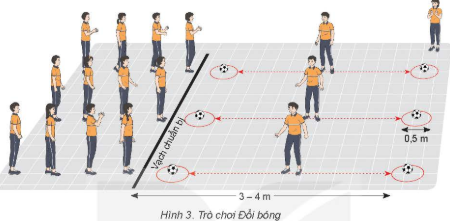 Vạch chuẩn bị
0,5 m
3 – 4 m
Hình 3. Trò chơi Đổi bóng